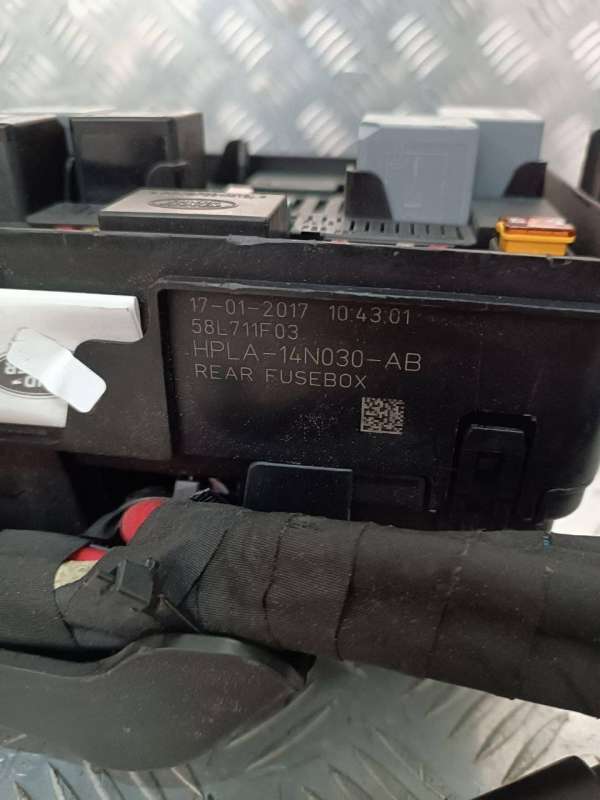 17-01-2017 10:43:01
58L711F03
HPLA-14N030-AB
REAR FUSEBOX